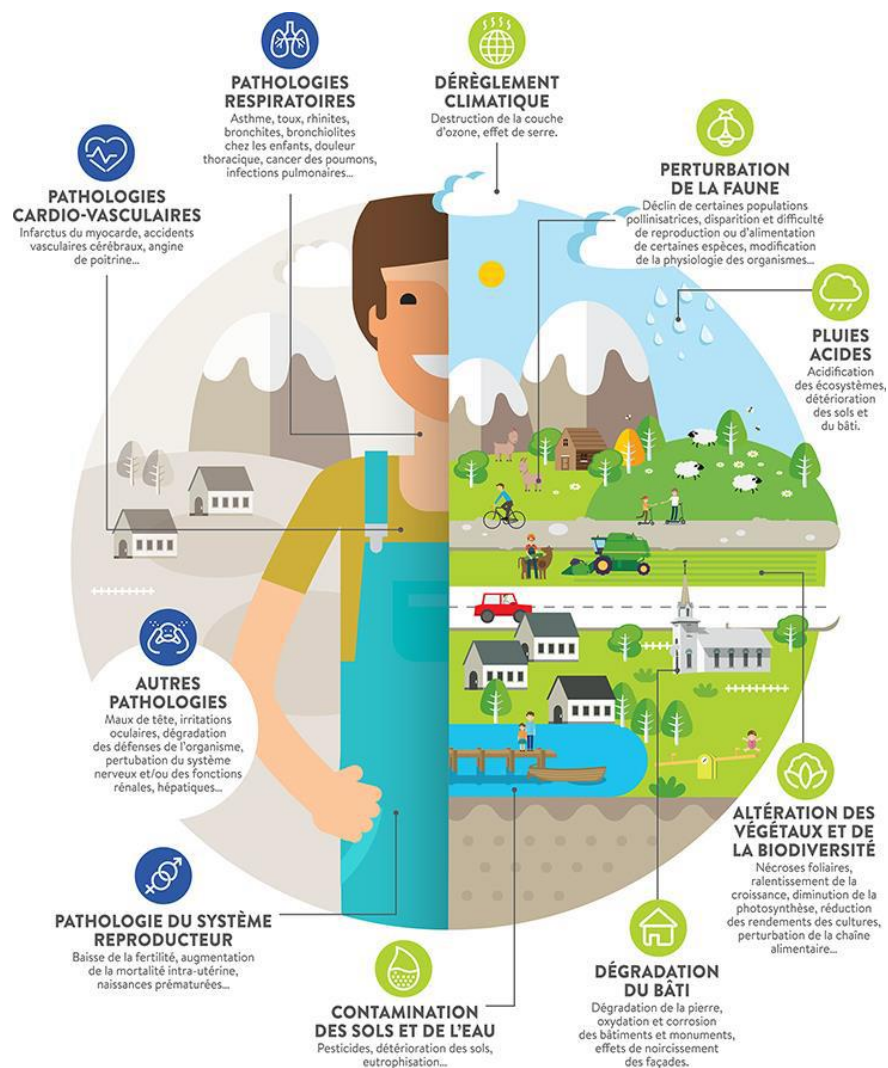 PATHOLOGIES
RESPIRATOIRES
Asthme, toux, rhinites,
bronchites, bronchiolites
chez les enfants, douleur
thoracique, cancer des poumons,
infections pulmonaires...
DÉRÈGLEMENT
CLIMATIQUE
Destruction de la couche
d'ozone, effet de serre.
PATHOLOGIES
CARDIO-VASCULAIRES
Infarctus du myocarde, accidents
vasculaires cérébraux, angine
de poitrine...
PERTURBATION
DE LA FAUNE
Déclin de certaines populations
pollinisatrices, disparition et difficulté
de reproduction ou d'alimentation
de certaines espèces, modification
de la physiologie des organismes...
PLUIES
ACIDES
Acidification
des écosystèmes,
détérioration
des sols et
du bâti.
AUTRES
PATHOLOGIES
Maux de tête, irritations
oculaires, dégradation
des défenses de l'organisme,
pertubation du système
nerveux et/ou des fonctions
rénales, hépatiques...
ALTÉRATION DES
VÉGÉTAUX ET DE
LA BIODIVERSITÉ
Nécroses foliaires,
ralentissement de la
croissance, diminution de la
photosynthèse, réduction
des rendements des cultures,
perturbation de la chaîne
alimentaire...
PATHOLOGIE DU SYSTÈME
REPRODUCTEUR
Baisse de la fertilité, augmentation
de la mortalité intra-utérine,
naissances prématurées...
CONTAMINATION
DES SOLS ET DE L'EAU
Pesticides, détérioration des sols,
eutrophisation...
DÉGRADATION
DU BÂTI
Dégradation de la pierre,
oxydation et corrosion
des bâtiments et monuments,
effets de noircissement
des façades.